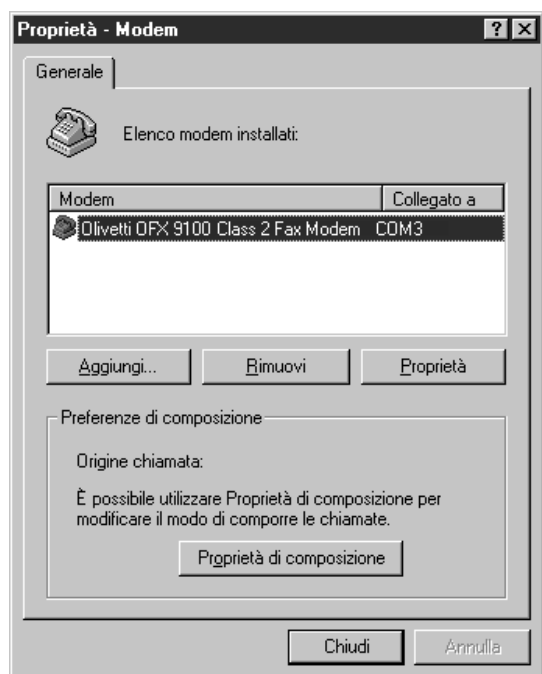 Proprietà - Modem
Generale
Elenco modem installati:
Modem Collegato a
Olivetti OFX 9100 Class 2 Fax Modem COM3
Aggiungi... Rimuovi Proprietà
Preferenze di composizione
Origine chiamata:
È possibile utilizzare Proprietà di composizione per
modificare il modo di comporre le chiamate.
Proprietà di composizione
Chiudi Annulla